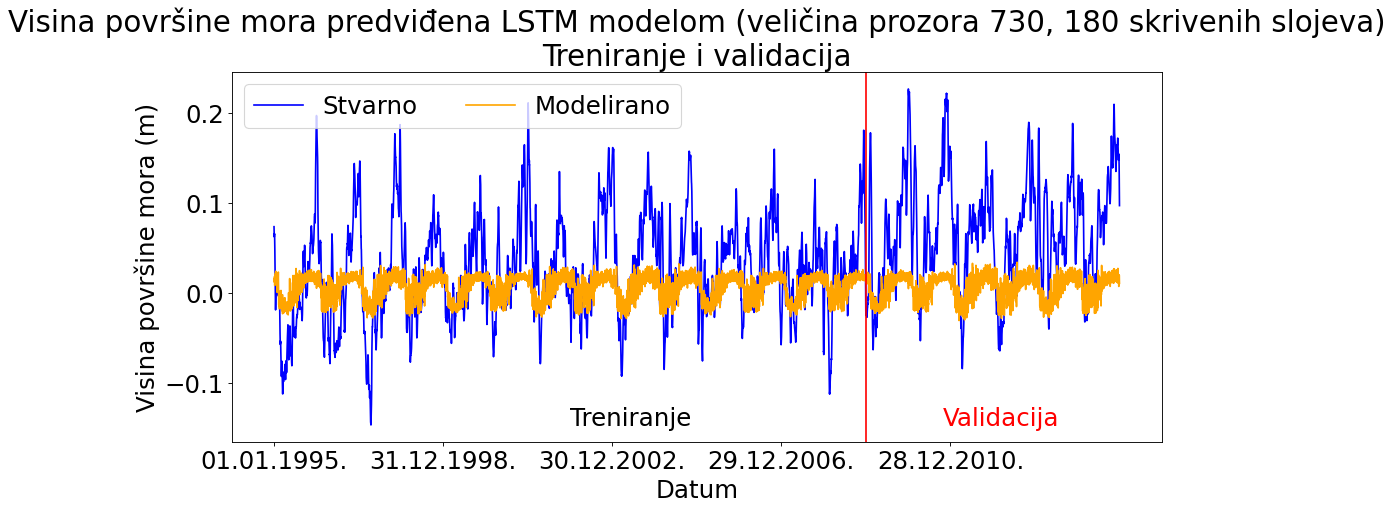 Visina površine mora predviđena LSTM modelom (veličina prozora 730, 180 skrivenih slojeva)
Treniranje i validacija
Stvarno
Modelirano
Visina površine mora (m)
0.2
0.1
0.0
−0.1
Treniranje
Validacija
01.01.1995.
31.12.1998.
30.12.2002.
29.12.2006.
28.12.2010.
Datum